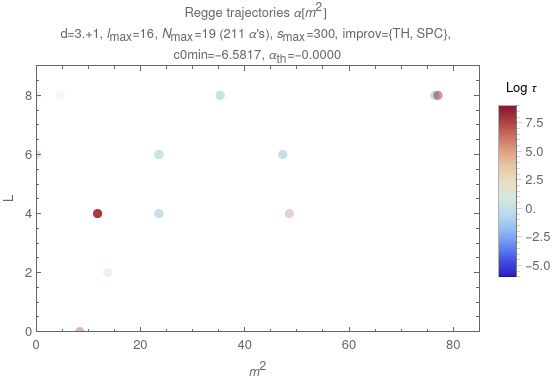 Regge trajectories α[m²]
d=3.+1, lmax=16, Nmax=19 (211 α's), smax=300, improv={TH, SPC},
c0min=−6.5817, αth=−0.0000
Log τ
8
6
4
2
0
L
0
20
40
60
80
m²
7.5
5.0
2.5
0.
−2.5
−5.0